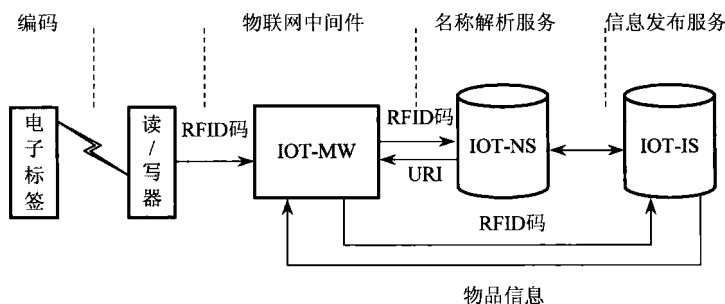 编码
物联网中间件
名称解析服务
信息发布服务
电子标签
读/写器
RFID码
IOT-MW
RFID码
URI
IOT-NS
IOT-IS
RFID码
物品信息